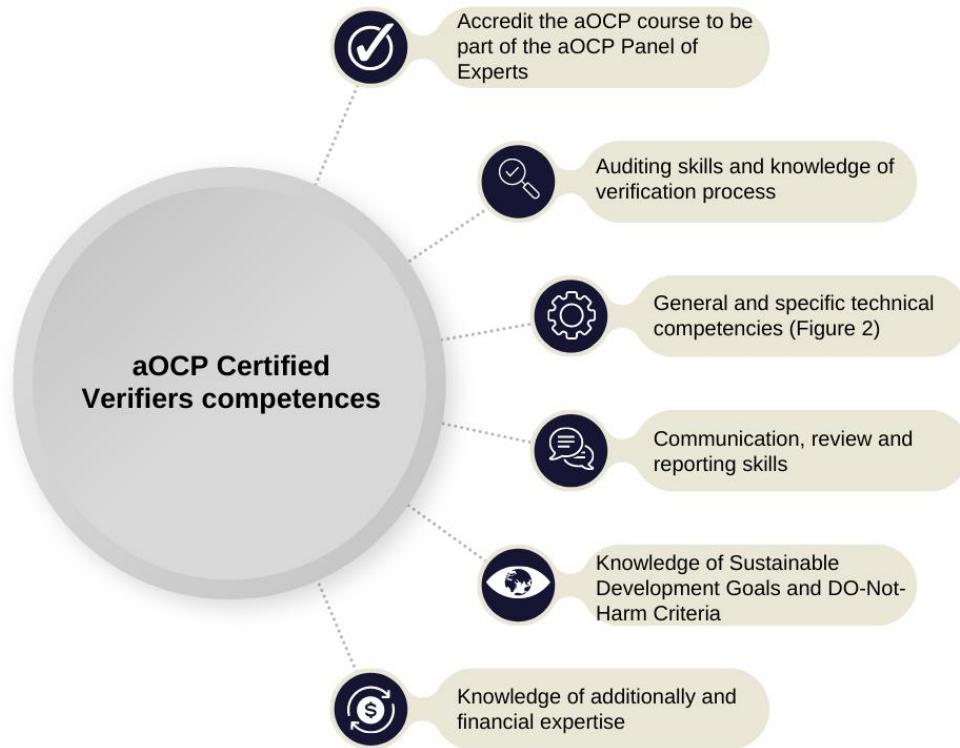 Accredit the aOCP course to be
part of the aOCP Panel of
Experts
Auditing skills and knowledge of
verification process
General and specific technical
competencies (Figure 2)
aOCP Certified
Verifiers competences
Communication, review and
reporting skills
Knowledge of Sustainable
Development Goals and DO-Not-
Harm Criteria
Knowledge of additionally and
financial expertise
$